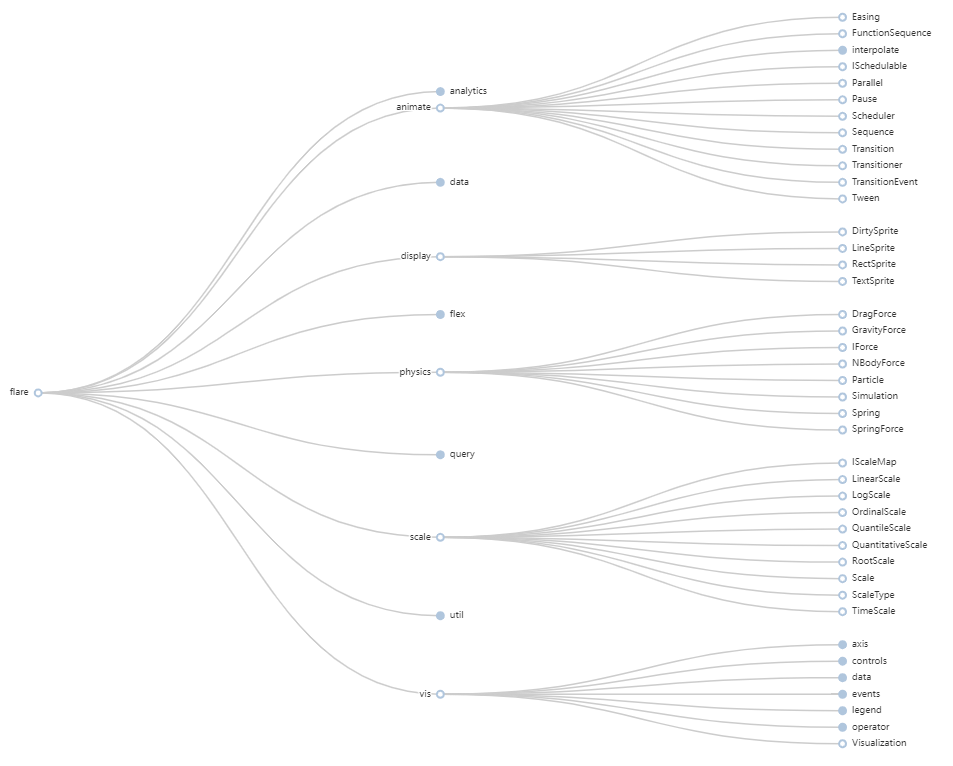 flare
analytics
animate
Easing
FunctionSequence
interpolate
ISchedulable
Parallel
Pause
Scheduler
Sequence
Transition
Transitioner
TransitionEvent
Tween
data
display
DirtySprite
LineSprite
RectSprite
TextSprite
flex
physics
DragForce
GravityForce
IForce
NBodyForce
Particle
Simulation
Spring
SpringForce
query
scale
IScaleMap
LinearScale
LogScale
OrdinalScale
QuantileScale
QuantitativeScale
RootScale
Scale
ScaleType
TimeScale
util
vis
axis
controls
data
events
legend
operator
Visualization